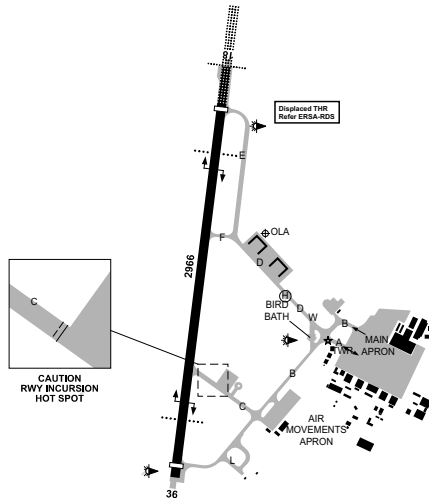 18
Displaced THR
Refer ERSA-RDS
E
F
OLA
D
2966
H
D
BIRD
BATH
W
B
MAIN
APRON
A
TWR
C
B
CAUTION
RWY INCURSION
HOT SPOT
C
AIR
MOVEMENTS
APRON
L
36